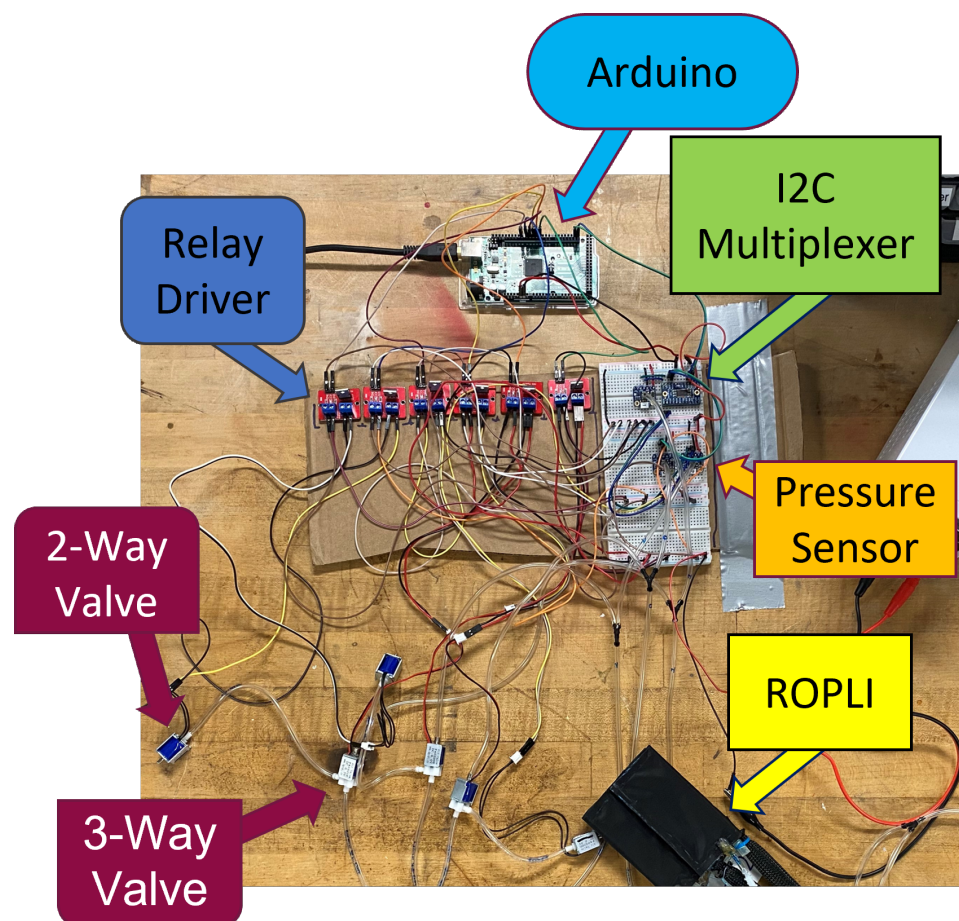 Arduino
I2C
Multiplexer
Relay
Driver
Pressure
Sensor
2-Way
Valve
ROPLI
3-Way
Valve